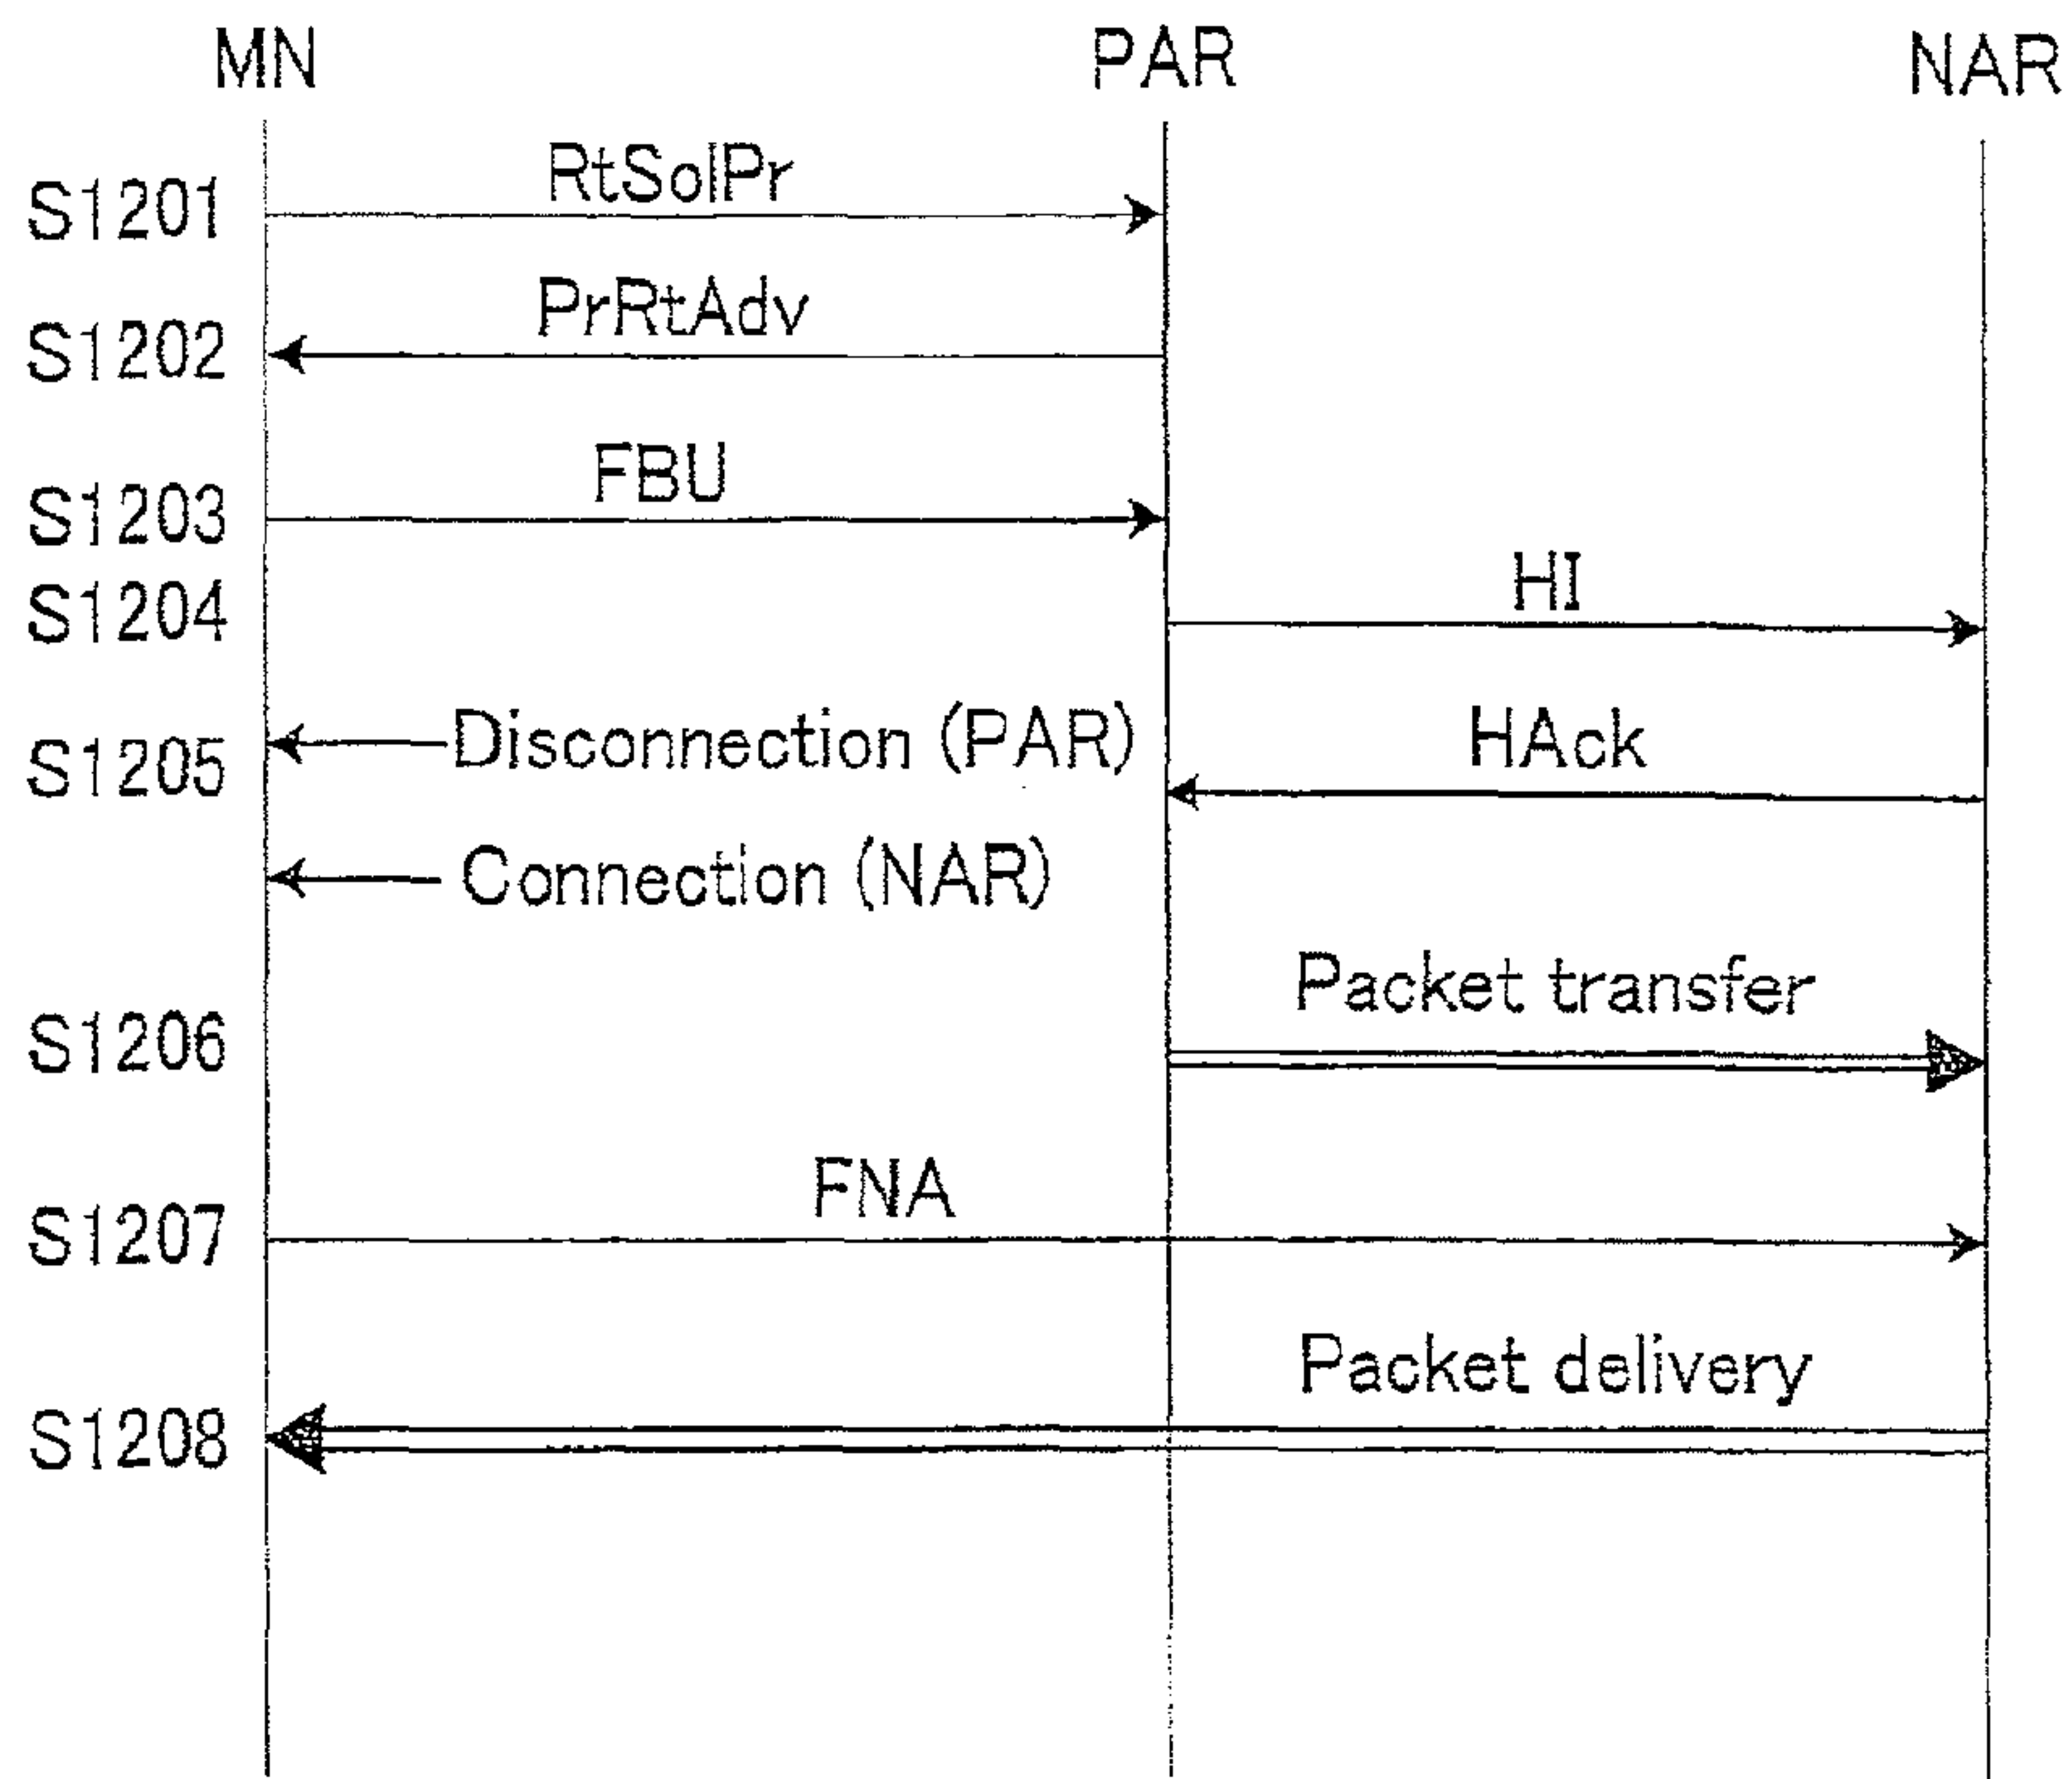 MN PAR NAR
S1201 RtSolPr
S1202 PrRtAdv
S1203 FBU
S1204 HI
S1205 Disconnection (PAR) HAck
Connection (NAR)
S1206 Packet transfer
S1207 FNA
S1208 Packet delivery